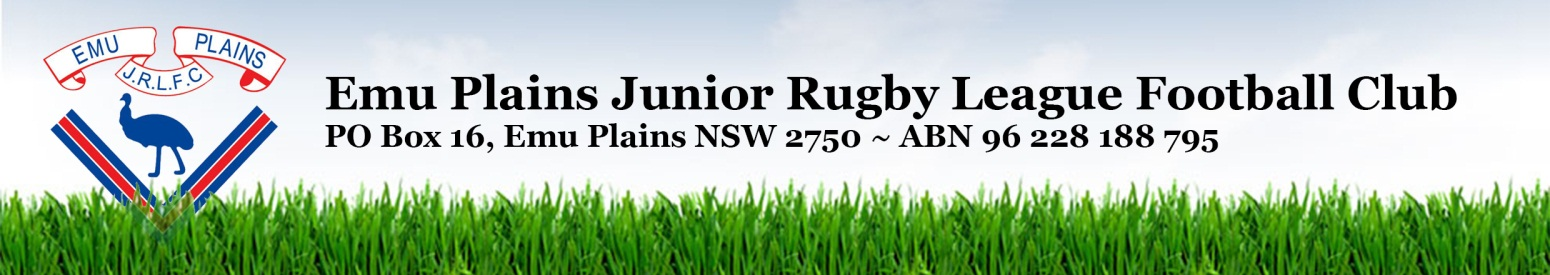 EMU PLAINS
J.R.L.F.C
Emu Plains Junior Rugby League Football Club
PO Box 16, Emu Plains NSW 2750 ~ ABN 96 228 188 795